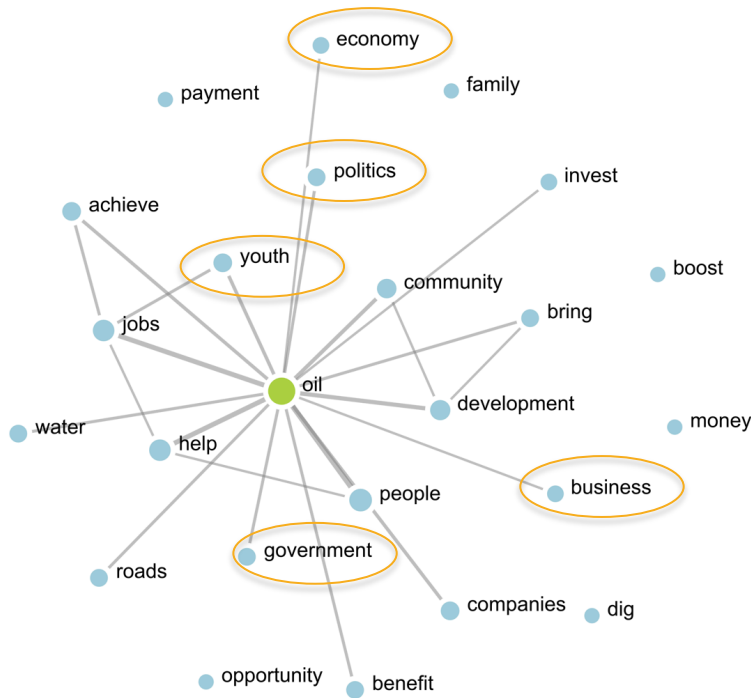 economy
family
payment
politics
invest
achieve
youth
boost
community
bring
jobs
oil
development
money
water
help
business
people
government
roads
companies
dig
opportunity
benefit